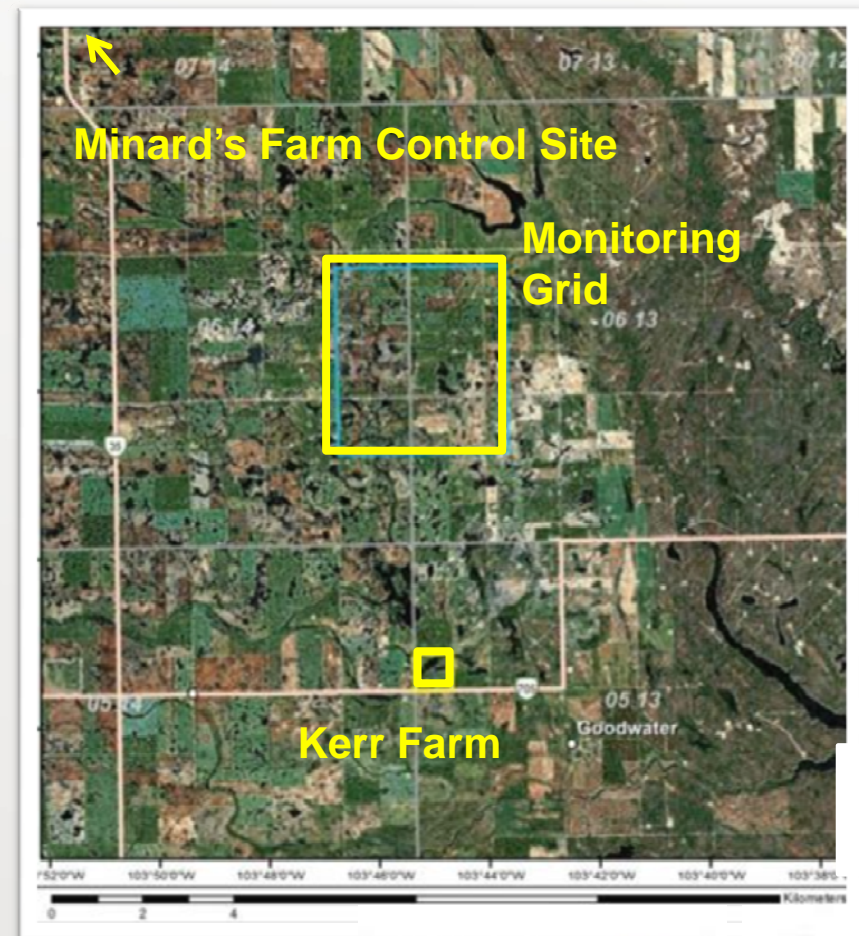 07 14
07 13
07 12
Minard's Farm Control Site
Monitoring
Grid
06 14
06 13
35
05 14
05 13
Goodwater
Kerr Farm
103°50'0"W
103°48'0"W
103°46'0"W
103°44'0"W
103°42'0"W
103°40'0"W
Kilometers
0
2
4